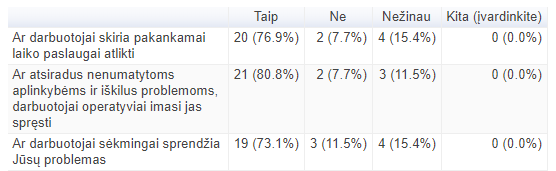 Taip Ne Nežinau Kita (įvardinkite)
Ar darbuotojai skiria pakankamai 20 (76.9%) 2 (7.7%) 4 (15.4%) 0 (0.0%)
laiko paslaugai atlikti
Ar atsiradus nenumatytoms 21 (80.8%) 2 (7.7%) 3 (11.5%) 0 (0.0%)
aplinkybėms ir iškilus problemoms,
darbuotojai operatyviai imasi jas
spręsti
Ar darbuotojai sėkmingai sprendžia 19 (73.1%) 3 (11.5%) 4 (15.4%) 0 (0.0%)
Jūsų problemas